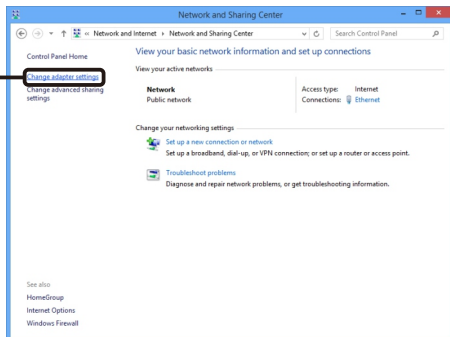 Network and Sharing Center
« Network and Internet ▸ Network and Sharing Center
Search Control Panel
Control Panel Home
Change adapter settings
Change advanced sharing
settings
View your basic network information and set up connections
View your active networks
Network
Public network
Access type: Internet
Connections: Ethernet
Change your networking settings
Set up a new connection or network
Set up a broadband, dial-up, or VPN connection; or set up a router or access point.
Troubleshoot problems
Diagnose and repair network problems, or get troubleshooting information.
See also
HomeGroup
Internet Options
Windows Firewall